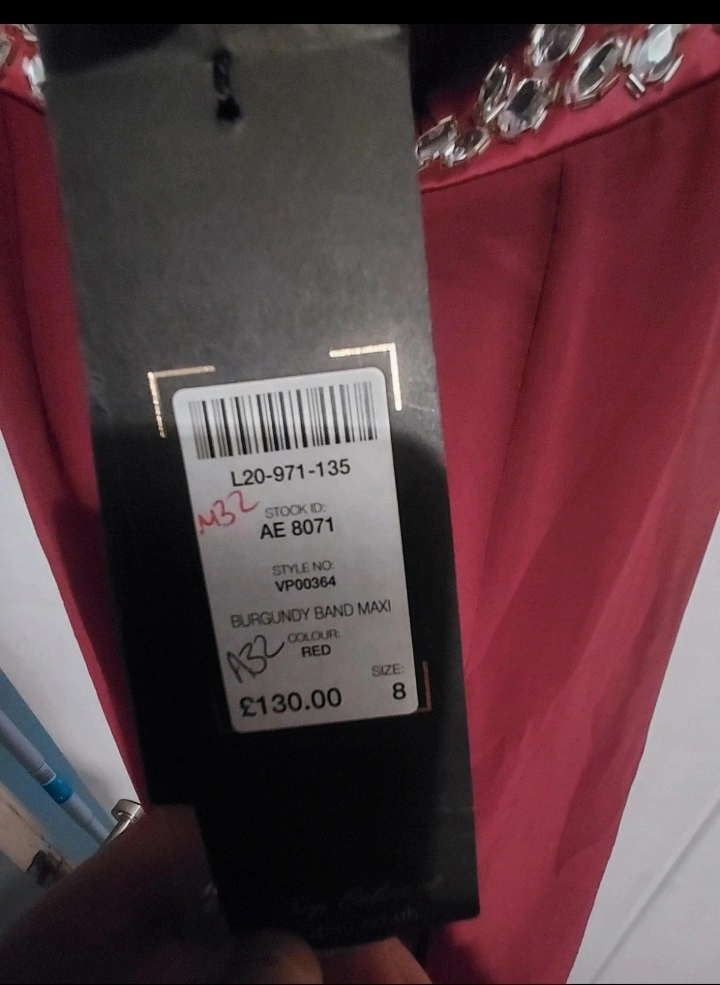 L20-971-135
M32
STOCK ID:
AE 8071
STYLE NO:
VP00364
BURGUNDY BAND MAXI
A32
COLOUR:
RED
SIZE:
£130.00 8